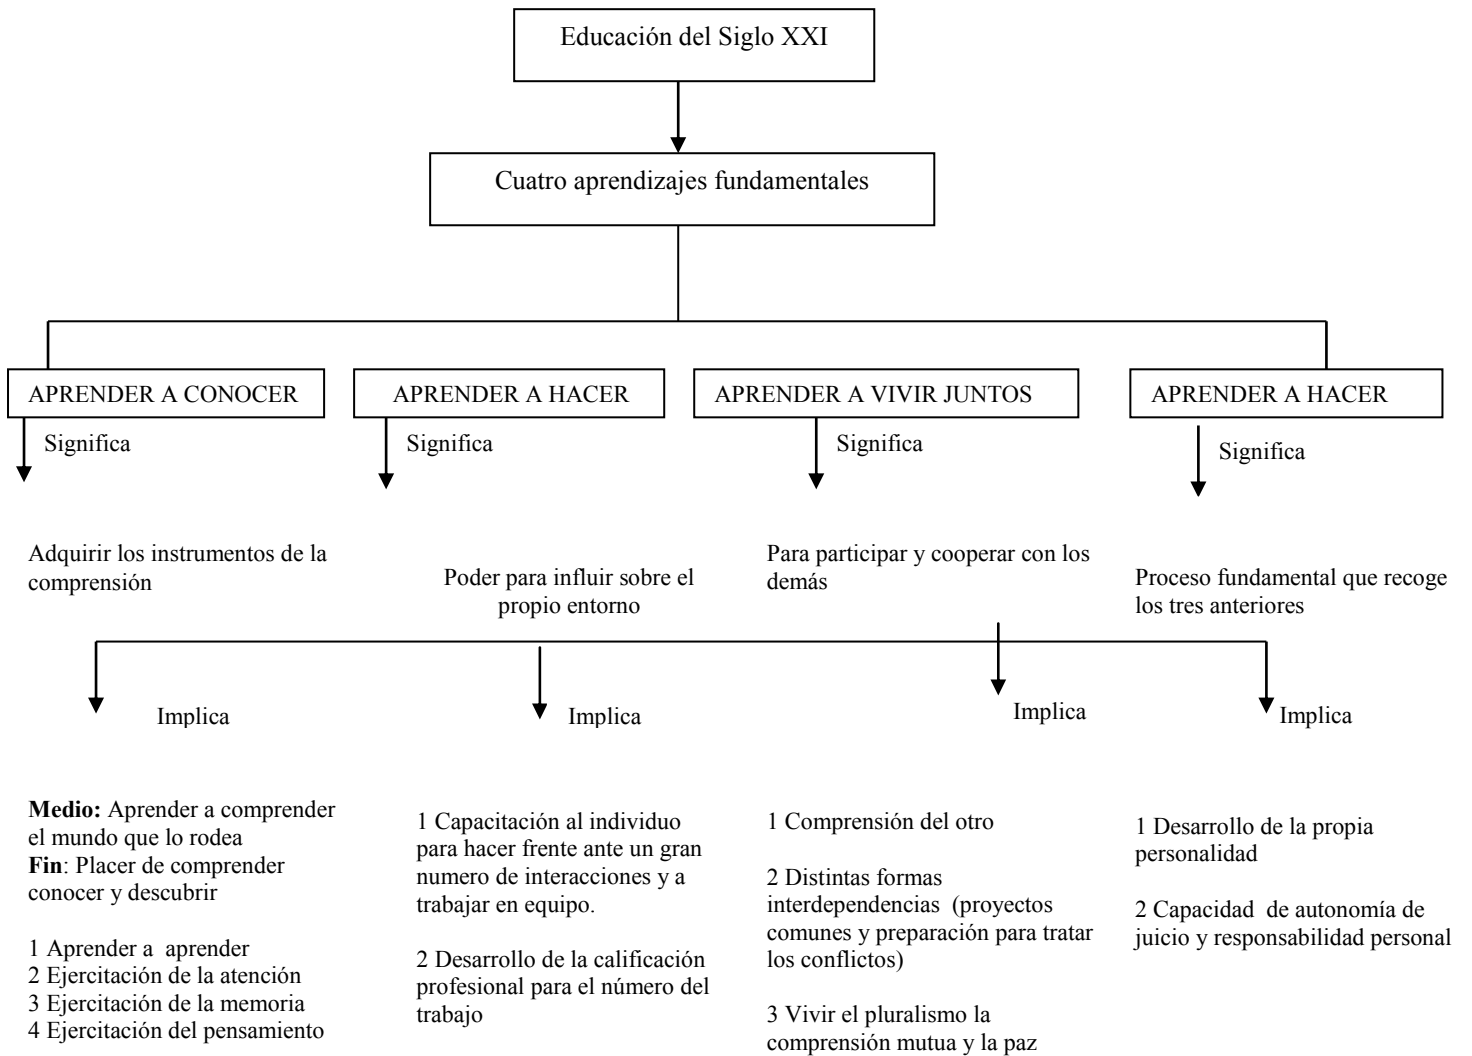 Educación del Siglo XXI
Cuatro aprendizajes fundamentales
APRENDER A CONOCER
APRENDER A HACER
APRENDER A VIVIR JUNTOS
APRENDER A HACER
Significa
Significa
Significa
Significa
Adquirir los instrumentos de la
comprensión
Poder para influir sobre el
propio entorno
Para participar y cooperar con los
demás
Proceso fundamental que recoge
los tres anteriores
Implica
Implica
Implica
Implica
Medio: Aprender a comprender
el mundo que lo rodea
Fin: Placer de comprender
conocer y descubrir
1 Aprender a aprender
2 Ejercitación de la atención
3 Ejercitación de la memoria
4 Ejercitación del pensamiento
1 Capacitación al individuo
para hacer frente ante un gran
numero de interacciones y a
trabajar en equipo.
2 Desarrollo de la calificación
profesional para el número del
trabajo
1 Comprensión del otro
2 Distintas formas
interdependencias (proyectos
comunes y preparación para tratar
los conflictos)
3 Vivir el pluralismo la
comprensión mutua y la paz
1 Desarrollo de la propia
personalidad
2 Capacidad de autonomía de
juicio y responsabilidad personal